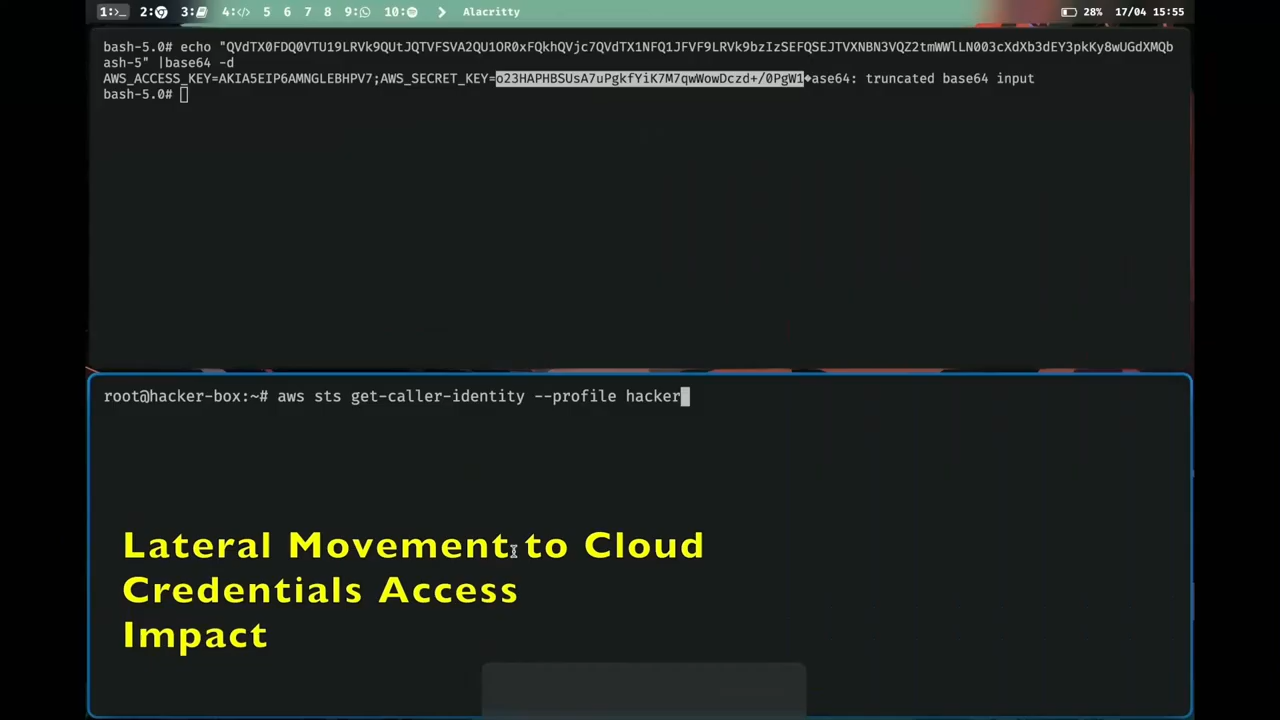 1:>_ 2: 3: 4:</> 5 6 7 8 9: 10: Alacritty 28% 17/04 15:55
bash-5.0# echo "QVdTX0FDQ0VTU19LRVk9QUtJQTVFSVA2QU1OR0xFQkhQVjc7QVdTX1NFQ1JFVF9LRVk9bzIzSEFQSEJTVXNBN3VQZ2tmWWlLN003cXdXb3dEY3pkKy8wUGdXMQb
ash-5" |base64 -d
AWS_ACCESS_KEY=AKIA5EIP6AMNGLEBHPV7;AWS_SECRET_KEY=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�ase64: truncated base64 input
bash-5.0#
root@hacker-box:~# aws sts get-caller-identity --profile hacker
Lateral Movement to Cloud
Credentials Access
Impact